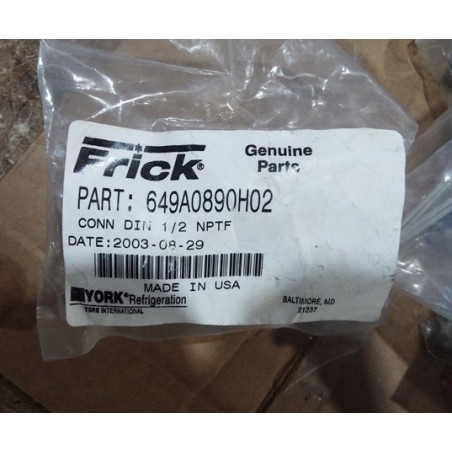 Frick®
Genuine
Parts
PART: 649A0890H02
CONN DIN 1/2 NPTF
DATE:2003-08-29
MADE IN USA
YORK® Refrigeration
YORK INTERNATIONAL
BALTIMORE, MD
21237